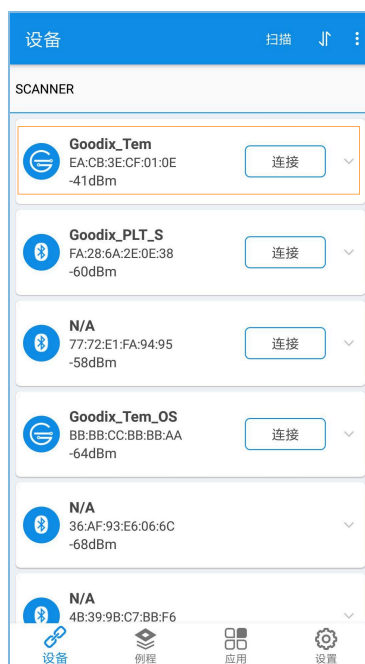 设备 扫描
SCANNER
Goodix_Tem
EA:CB:3E:CF:01:0E 连接
-41dBm
Goodix_PLT_S
FA:28:6A:2E:0E:38 连接
-60dBm
N/A
77:72:E1:FA:94:95 连接
-58dBm
Goodix_Tem_OS
BB:BB:CC:BB:BB:AA 连接
-64dBm
N/A
36:AF:93:E6:06:6C
-68dBm
N/A
4B:39:9B:C7:BB:F6
设备 例程 应用 设置